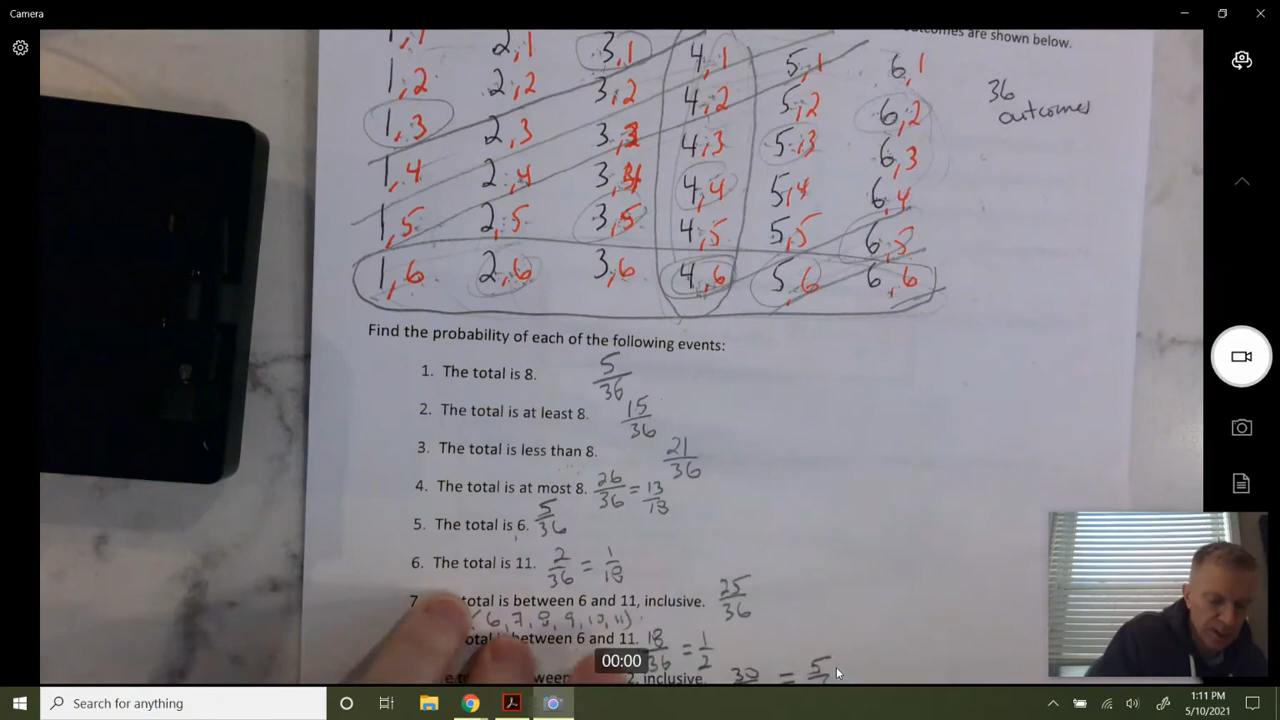 Camera
outcomes are shown below.
1,1 2,1 3,1 4,1 5,1 6,1
1,2 2,2 3,2 4,2 5,2 6,2
1,3 2,3 3,3 4,3 5,3 6,3
1,4 2,4 3,4 4,4 5,4 6,4
1,5 2,5 3,5 4,5 5,5 6,5
1,6 2,6 3,6 4,6 5,6 6,6
36
outcomes
Find the probability of each of the following events:
1. The total is 8. 5/36
2. The total is at least 8. 15/36
3. The total is less than 8. 21/36
4. The total is at most 8. 26/36 = 13/18
5. The total is 6. 5/36
6. The total is 11. 2/36 = 1/18
7 total is between 6 and 11, inclusive. 25/36
6, 7, 8, 9, 10, 11)
between 6 and 11. 18/36 = 1/2
inclusive. 30 = 5
00:00
Search for anything
1:11 PM
5/10/2021